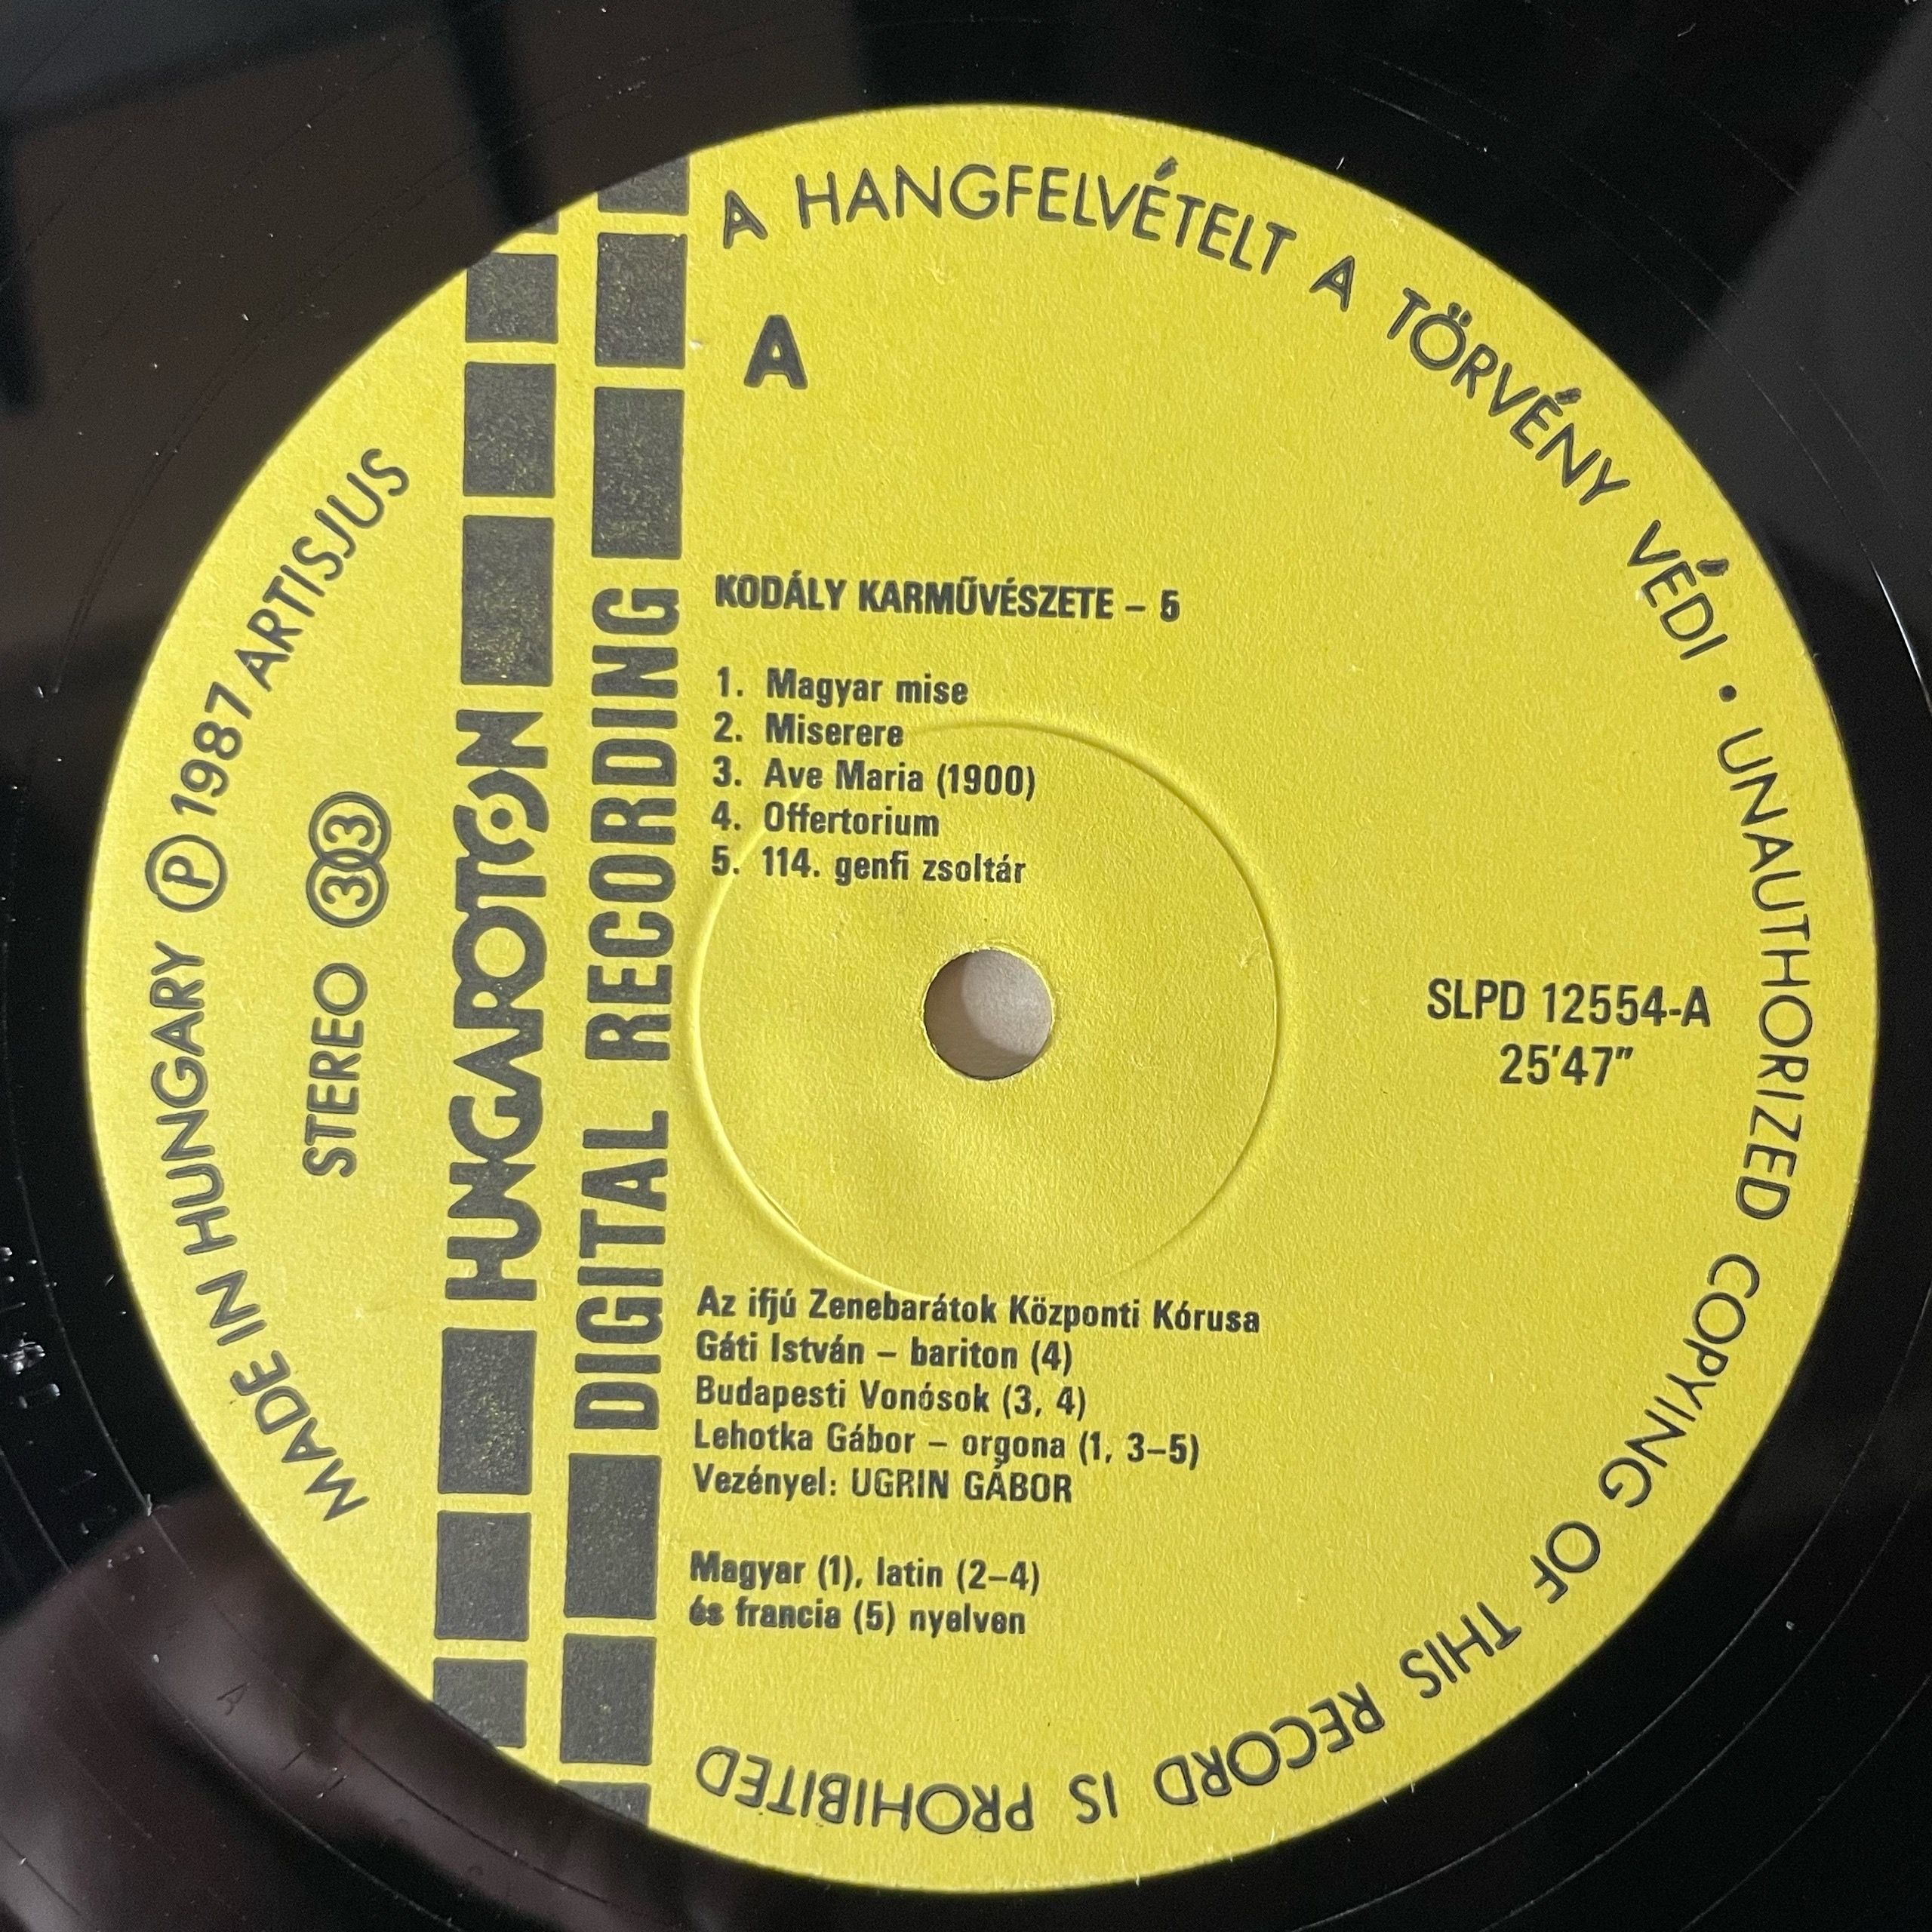 A HANGFELVÉTELT A TÖRVÉNY VÉDI • UNAUTHORIZED COPYING OF THIS RECORD IS PROHIBITED
MADE IN HUNGARY Ⓟ 1987 ARTISJUS
STEREO 33
HUNGAROTON
DIGITAL RECORDING
A
KODÁLY KARMŰVÉSZETE – 5
1. Magyar mise
2. Miserere
3. Ave Maria (1900)
4. Offertorium
5. 114. genfi zsoltár
SLPD 12554-A
25′47″
Az ifjú Zenebarátok Központi Kórusa
Gáti István – bariton (4)
Budapesti Vonósok (3, 4)
Lehotka Gábor – orgona (1, 3–5)
Vezényel: UGRIN GÁBOR
Magyar (1), latin (2–4)
és francia (5) nyelven